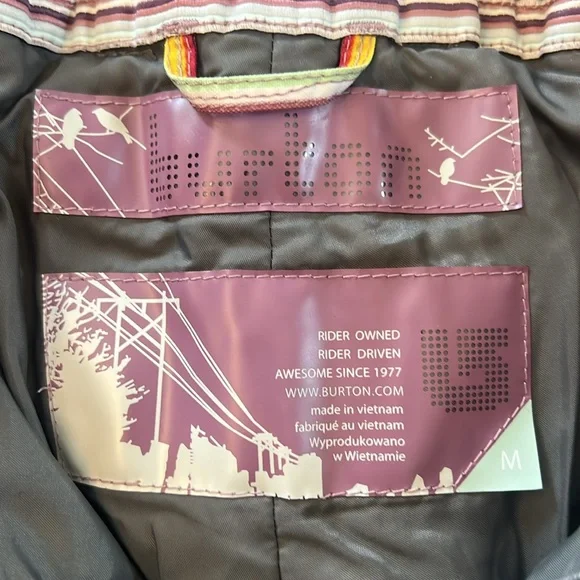 burton
RIDER OWNED
RIDER DRIVEN
AWESOME SINCE 1977
WWW.BURTON.COM
made in vietnam
fabriqué au vietnam
Wyprodukowano
w Wietnamie
M